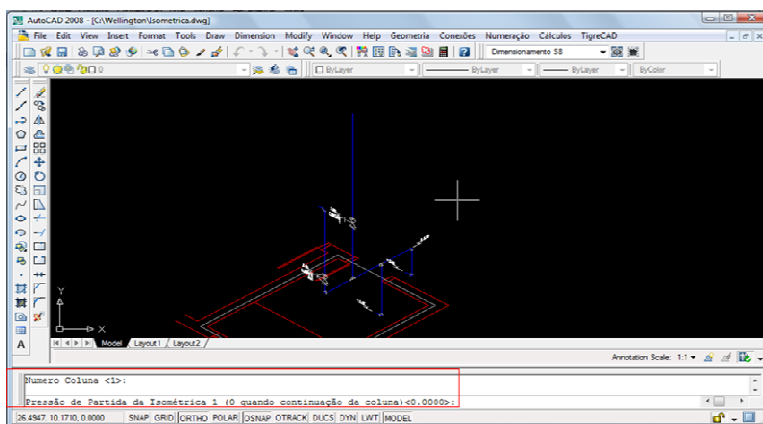 AutoCAD 2008 - [C:\Wellington\Isometrica.dwg]
File Edit View Insert Format Tools Draw Dimension Modify Window Help Geometria Conexões Numeração Cálculos TigreCAD
Dimensionamento 58
0 ByLayer ByLayer ByLayer ByColor
Y
X
Model Layout1 Layout2
Annotation Scale: 1:1
A
Numero Coluna <1>:
Pressão de Partida da Isométrica 1 (0 quando continuação da coluna)<0.0000>:
26.4947, 10.1710, 0.0000 SNAP GRID ORTHO POLAR OSNAP OTRACK DUCS DYN LWT MODEL